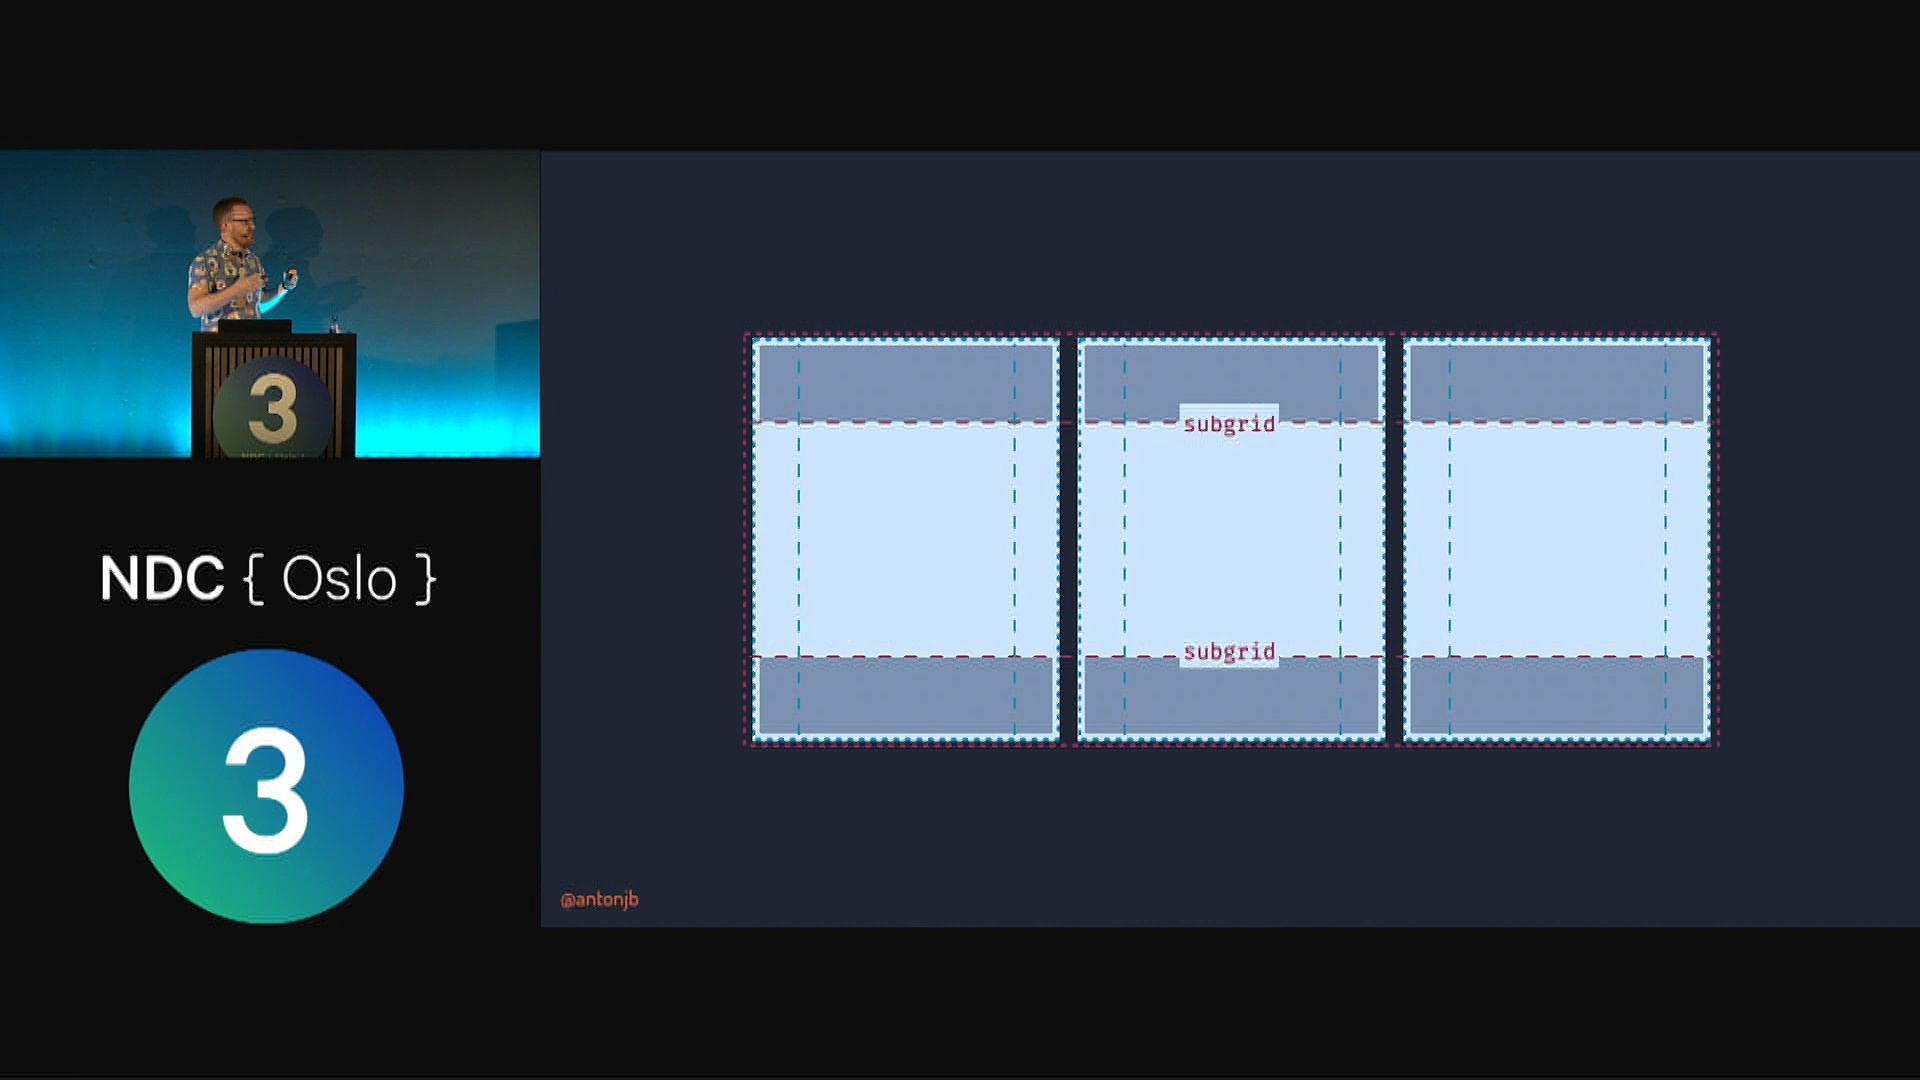 3
NDC { Oslo }
3
subgrid
subgrid
@antonjb